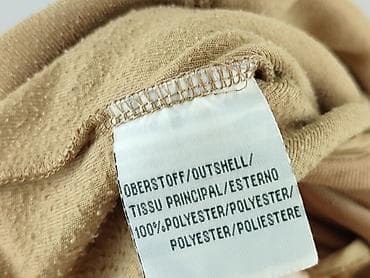 OBERSTOFF/OUTSHELL/
TISSU PRINCIPAL/ESTERNO
100%POLYESTER/POLYESTER/
POLYESTER/POLIESTERE